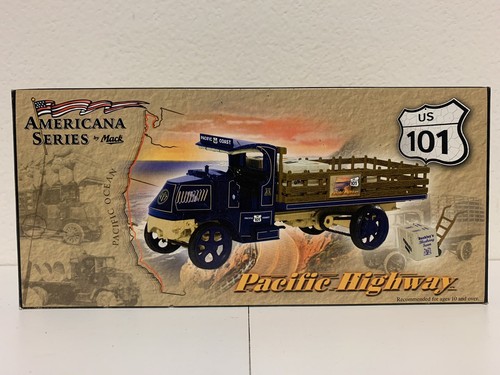 AMERICANA
SERIES by Mack
PACIFIC OCEAN
PACIFIC COAST
US
101
Pacific Highway
Recommended for ages 10 and over.